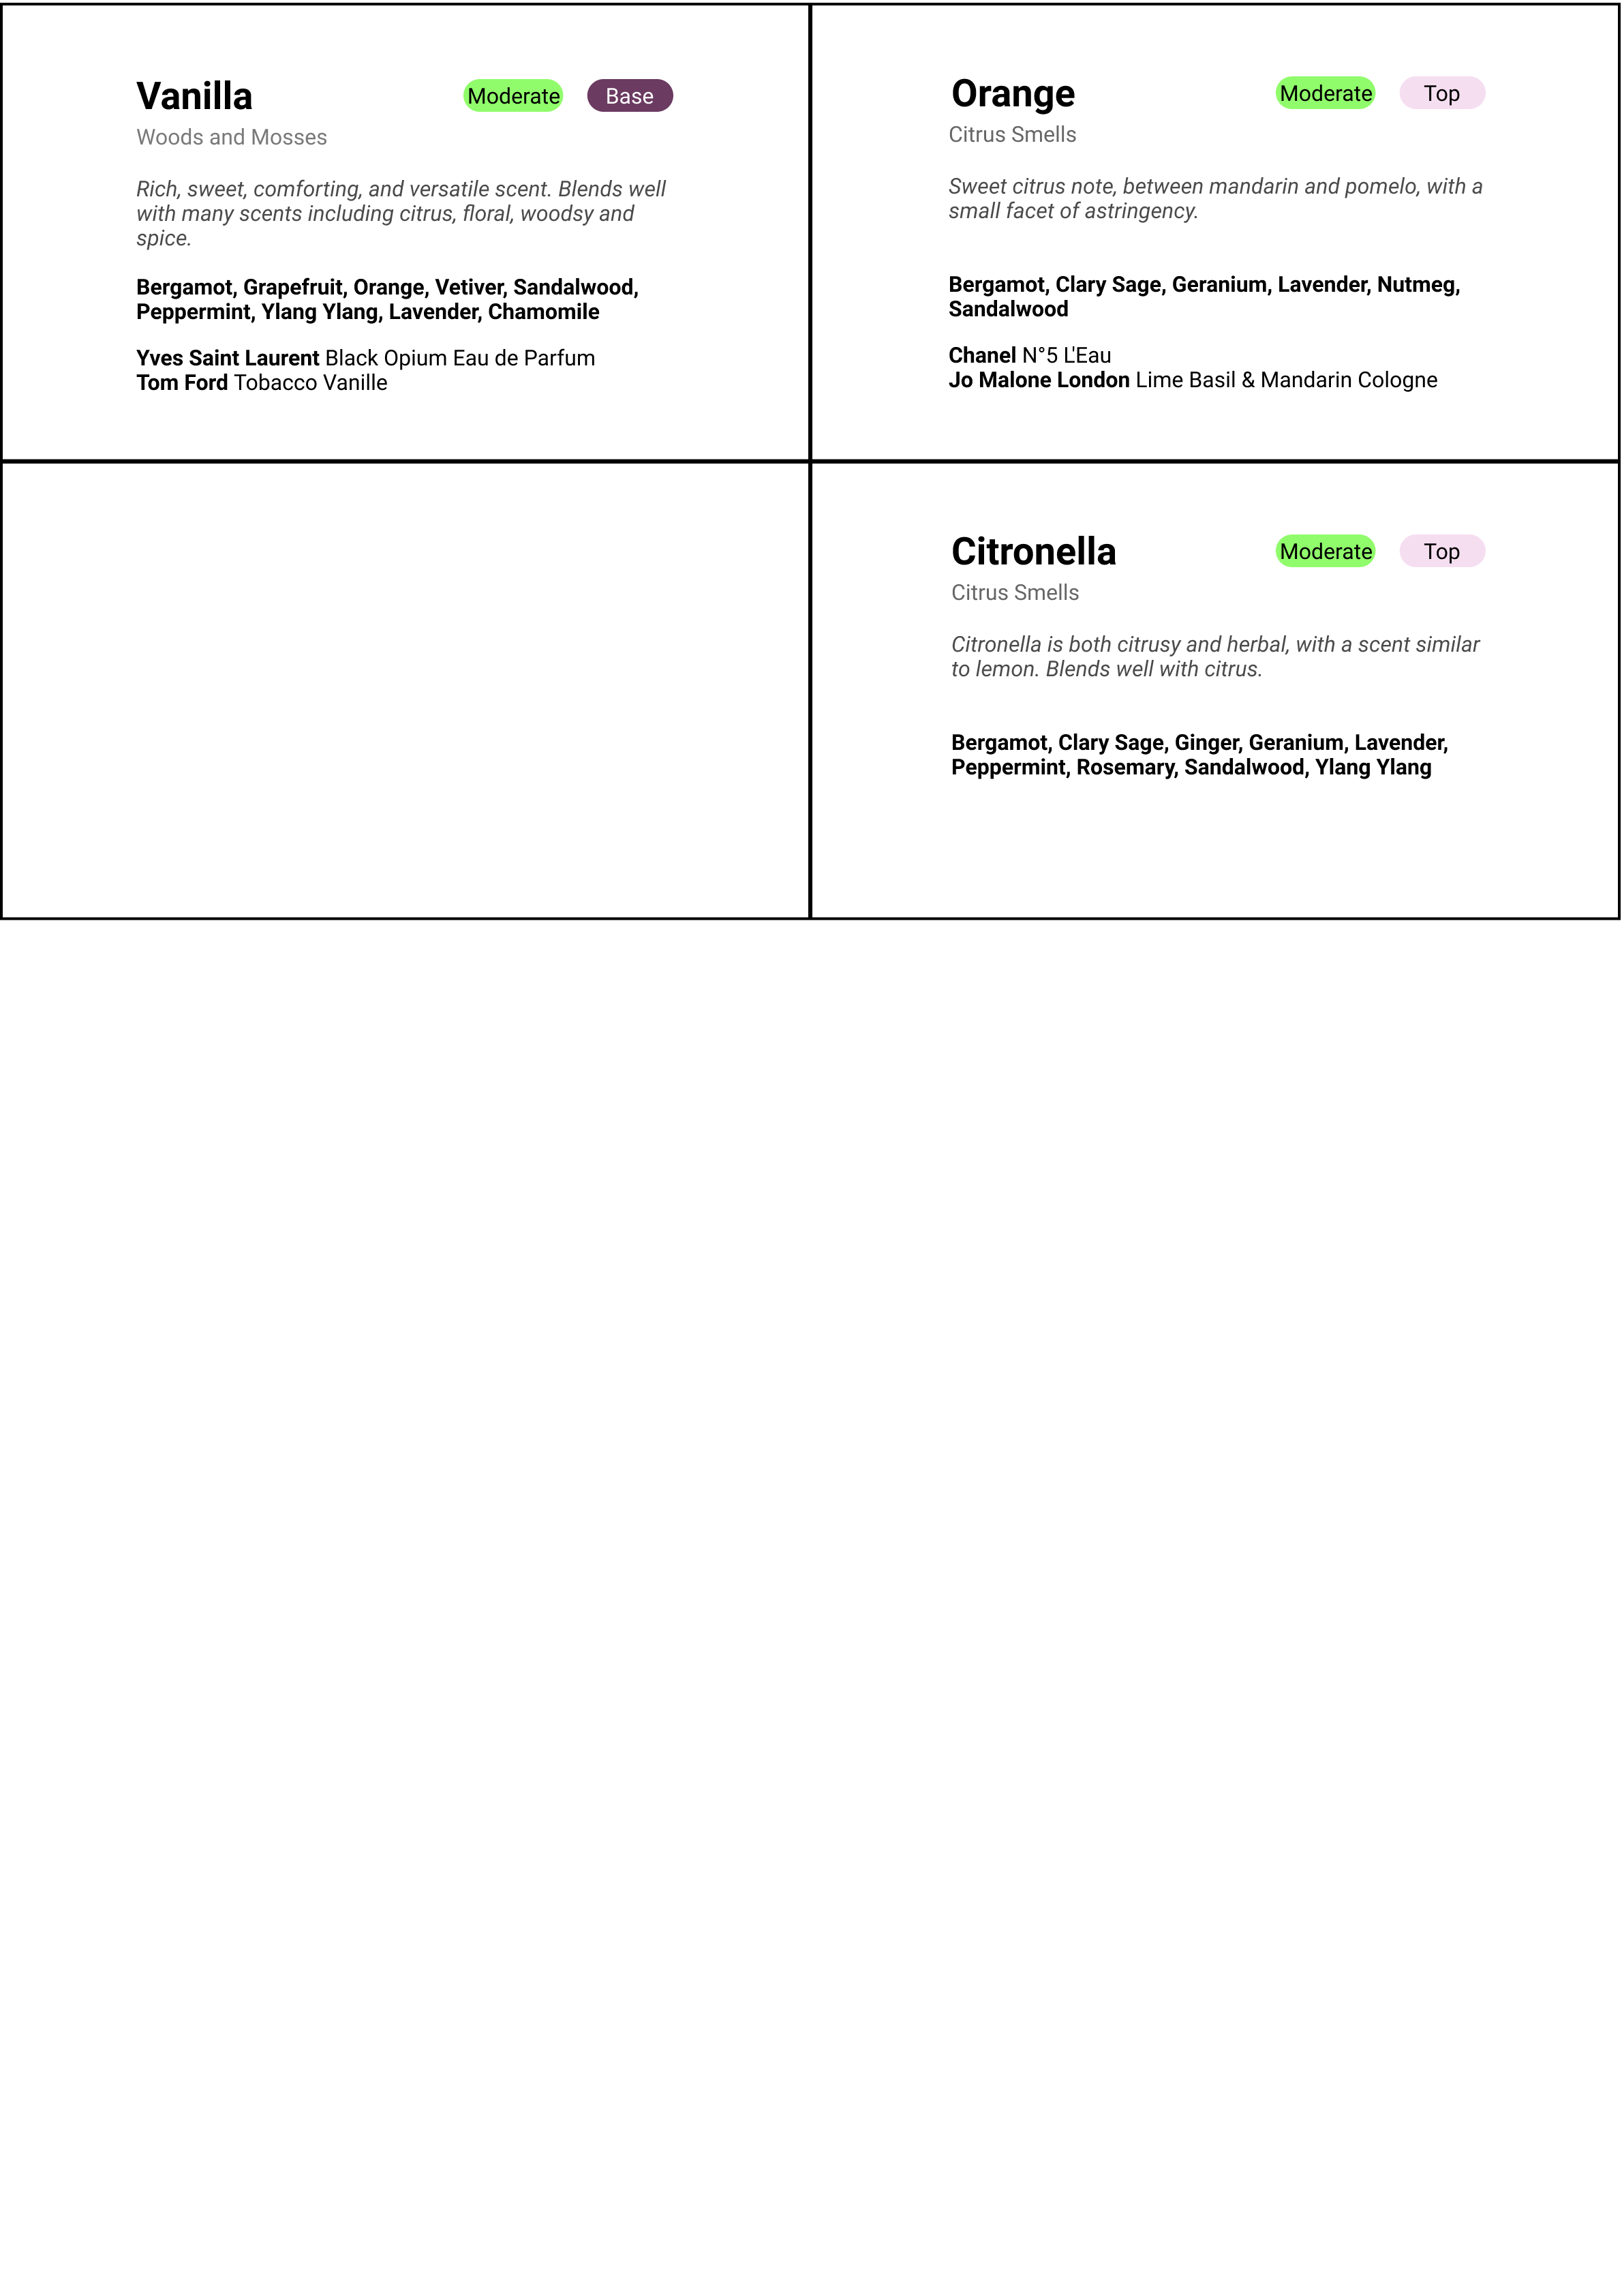 Vanilla
Moderate
Base
Woods and Mosses
Rich, sweet, comforting, and versatile scent. Blends well
with many scents including citrus, floral, woodsy and
spice.
Bergamot, Grapefruit, Orange, Vetiver, Sandalwood,
Peppermint, Ylang Ylang, Lavender, Chamomile
Yves Saint Laurent Black Opium Eau de Parfum
Tom Ford Tobacco Vanille
Orange
Moderate
Top
Citrus Smells
Sweet citrus note, between mandarin and pomelo, with a
small facet of astringency.
Bergamot, Clary Sage, Geranium, Lavender, Nutmeg,
Sandalwood
Chanel N°5 L'Eau
Jo Malone London Lime Basil & Mandarin Cologne
Citronella
Moderate
Top
Citrus Smells
Citronella is both citrusy and herbal, with a scent similar
to lemon. Blends well with citrus.
Bergamot, Clary Sage, Ginger, Geranium, Lavender,
Peppermint, Rosemary, Sandalwood, Ylang Ylang